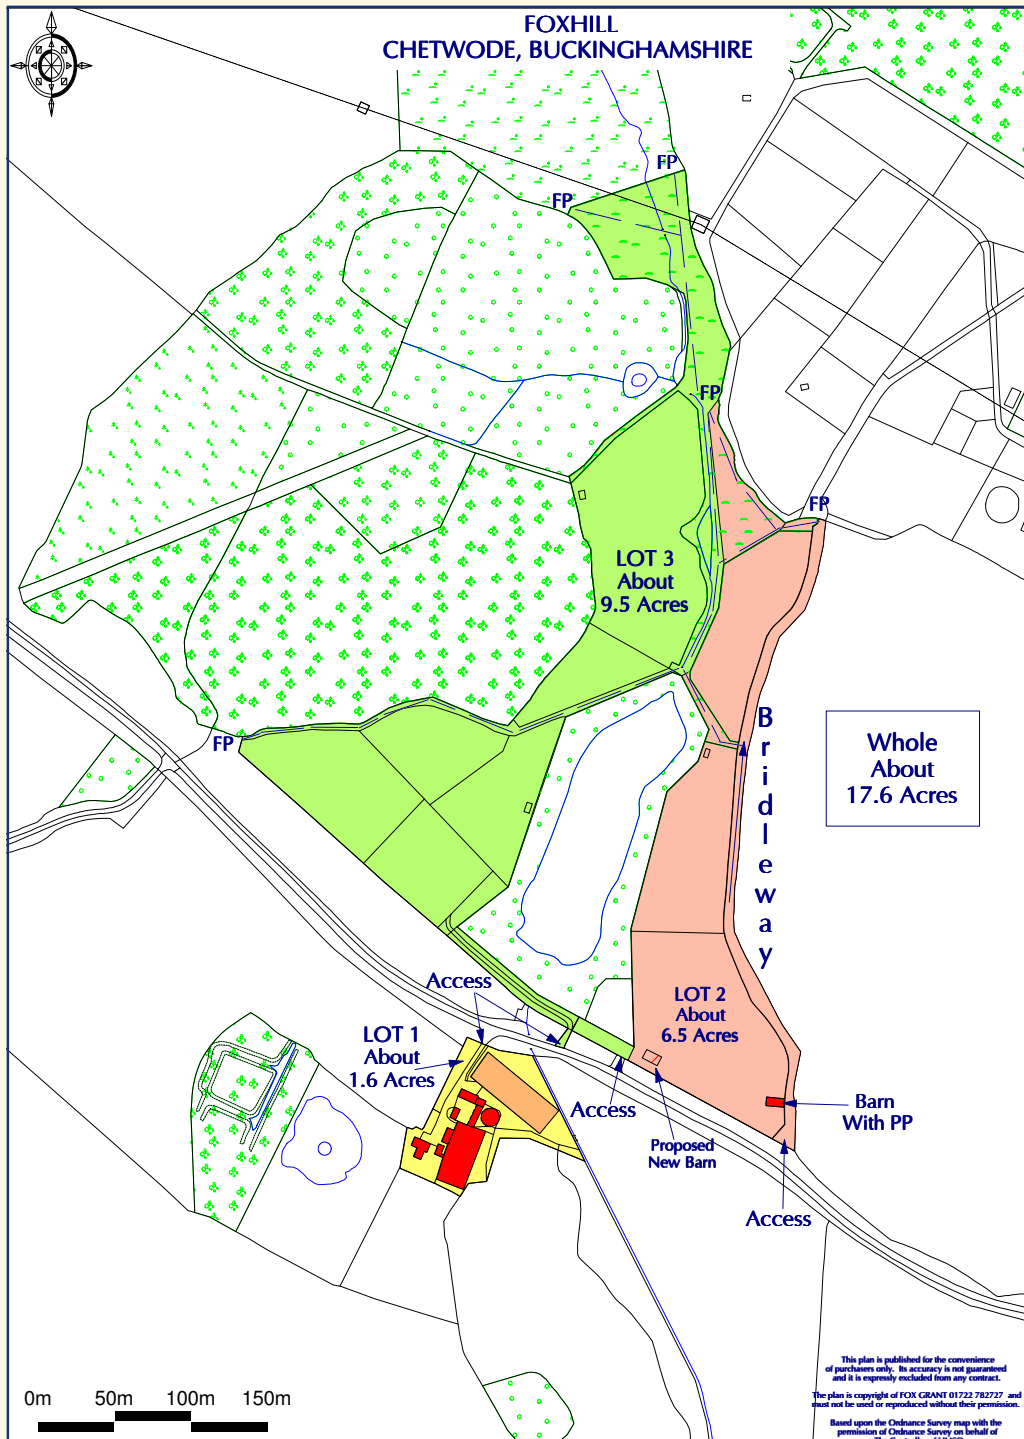 FOXHILL
CHETWODE, BUCKINGHAMSHIRE
FP
FP
FP
FP
LOT 3
About
9.5 Acres
FP
Bridleway
Whole
About
17.6 Acres
Access
LOT 2
About
6.5 Acres
LOT 1
About
1.6 Acres
Access
Barn
With PP
Proposed
New Barn
Access
This plan is published for the convenience
of purchasers only. Its accuracy is not guaranteed
and it is expressly excluded from any contract.
The plan is copyright of FOX GRANT 01722 782727 and
must not be used or reproduced without their permission.
Based upon the Ordnance Survey map with the
permission of Ordnance Survey on behalf of
0m 50m 100m 150m